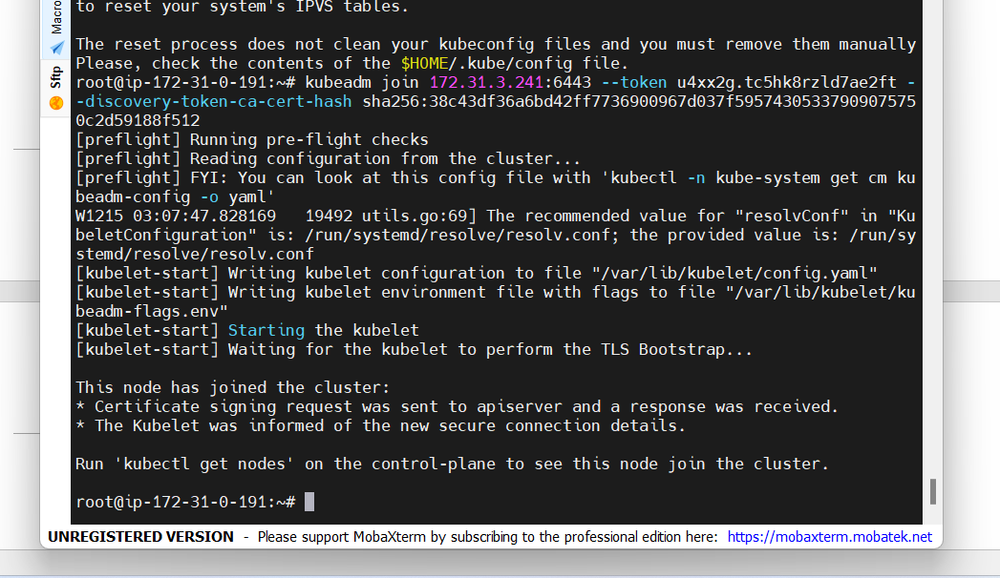 to reset your system's IPVS tables.
The reset process does not clean your kubeconfig files and you must remove them manually
Please, check the contents of the $HOME/.kube/config file.
root@ip-172-31-0-191:~# kubeadm join 172.31.3.241:6443 --token u4xx2g.tc5hk8rzld7ae2ft -
-discovery-token-ca-cert-hash sha256:38c43df36a6bd42ff7736900967d037f5957430533790907575
0c2d59188f512
[preflight] Running pre-flight checks
[preflight] Reading configuration from the cluster...
[preflight] FYI: You can look at this config file with 'kubectl -n kube-system get cm ku
beadm-config -o yaml'
W1215 03:07:47.828169   19492 utils.go:69] The recommended value for "resolvConf" in "Ku
beletConfiguration" is: /run/systemd/resolve/resolv.conf; the provided value is: /run/sy
stemd/resolve/resolv.conf
[kubelet-start] Writing kubelet configuration to file "/var/lib/kubelet/config.yaml"
[kubelet-start] Writing kubelet environment file with flags to file "/var/lib/kubelet/ku
beadm-flags.env"
[kubelet-start] Starting the kubelet
[kubelet-start] Waiting for the kubelet to perform the TLS Bootstrap...
This node has joined the cluster:
* Certificate signing request was sent to apiserver and a response was received.
* The Kubelet was informed of the new secure connection details.
Run 'kubectl get nodes' on the control-plane to see this node join the cluster.
root@ip-172-31-0-191:~#
Macro
Sftp
UNREGISTERED VERSION - Please support MobaXterm by subscribing to the professional edition here: https://mobaxterm.mobatek.net